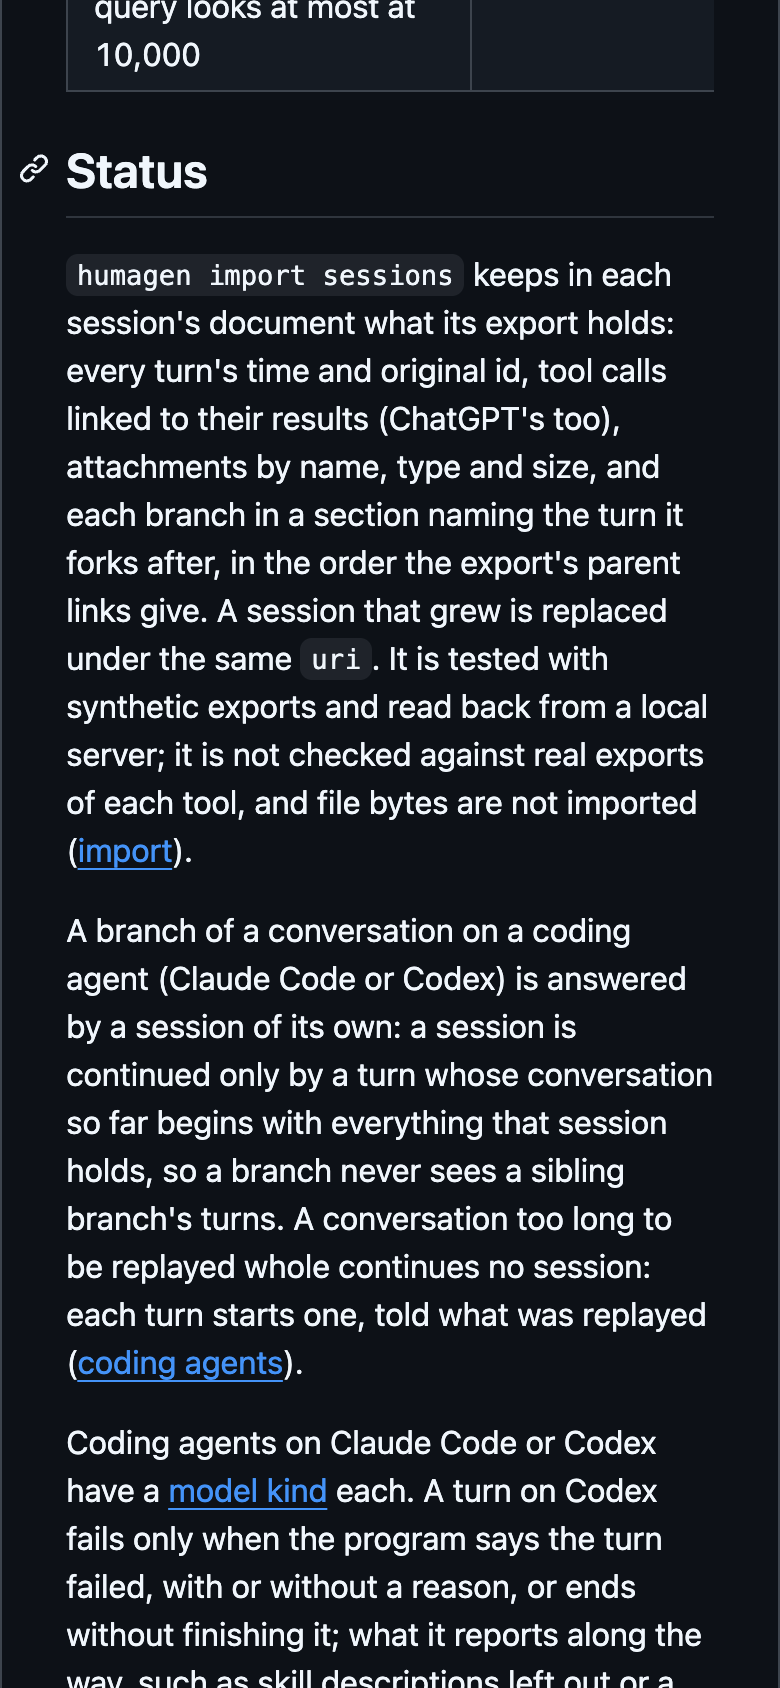 query looks at most at
10,000
Status
humagen import sessions keeps in each
session's document what its export holds:
every turn's time and original id, tool calls
linked to their results (ChatGPT's too),
attachments by name, type and size, and
each branch in a section naming the turn it
forks after, in the order the export's parent
links give. A session that grew is replaced
under the same uri. It is tested with
synthetic exports and read back from a local
server; it is not checked against real exports
of each tool, and file bytes are not imported
(import).
A branch of a conversation on a coding
agent (Claude Code or Codex) is answered
by a session of its own: a session is
continued only by a turn whose conversation
so far begins with everything that session
holds, so a branch never sees a sibling
branch's turns. A conversation too long to
be replayed whole continues no session:
each turn starts one, told what was replayed
(coding agents).
Coding agents on Claude Code or Codex
have a model kind each. A turn on Codex
fails only when the program says the turn
failed, with or without a reason, or ends
without finishing it; what it reports along the
way, such as skill descriptions left out or a